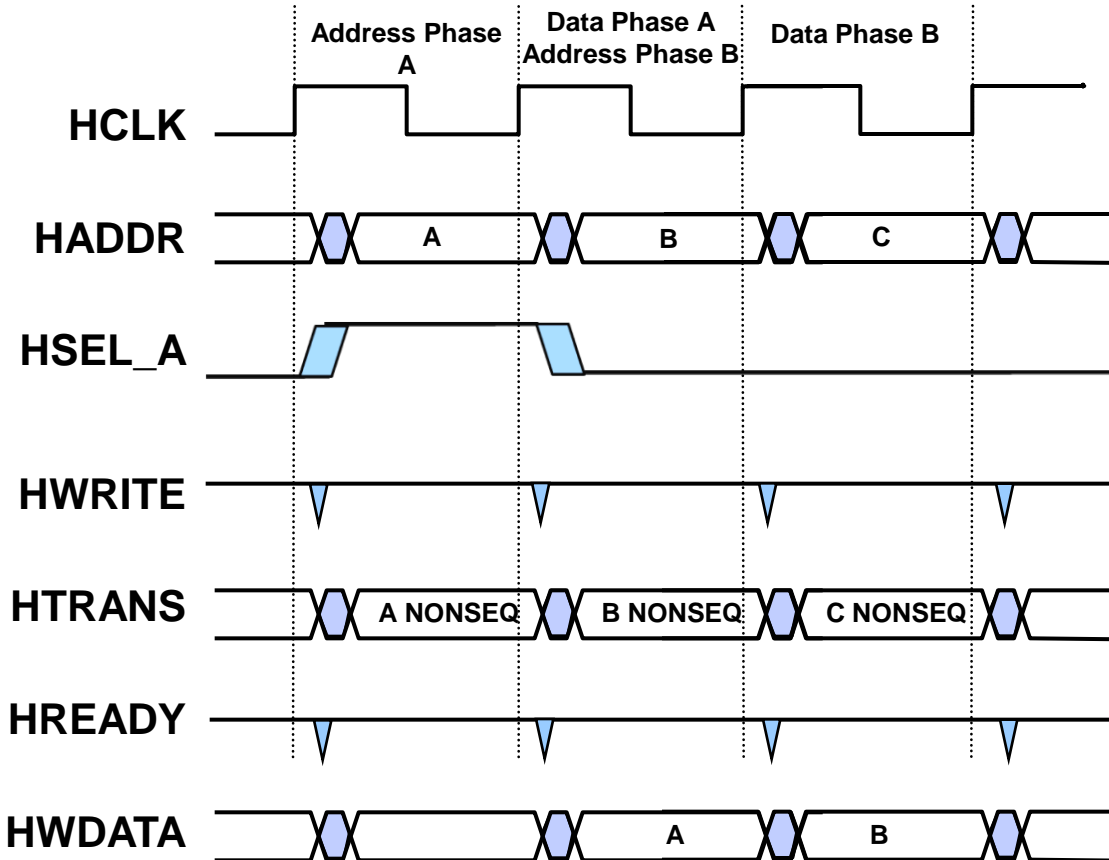 Address Phase
A
Data Phase A
Address Phase B
Data Phase B
HCLK
HADDR
A
B
C
HSEL_A
HWRITE
HTRANS
A NONSEQ
B NONSEQ
C NONSEQ
HREADY
HWDATA
A
B